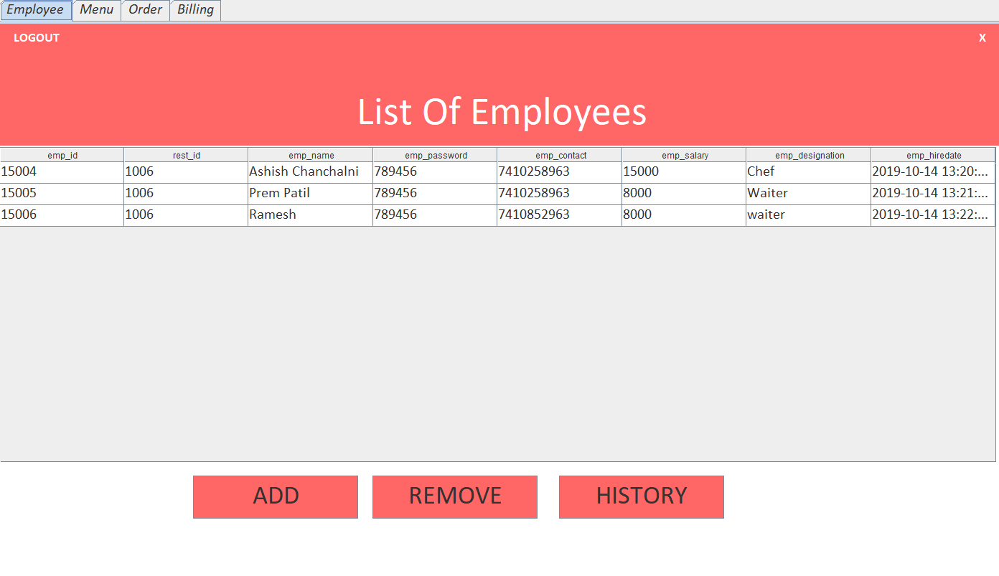 Employee Menu Order Billing
LOGOUT X
List Of Employees
emp_id rest_id emp_name emp_password emp_contact emp_salary emp_designation emp_hiredate
15004 1006 Ashish Chanchalni 789456 7410258963 15000 Chef 2019-10-14 13:20:...
15005 1006 Prem Patil 789456 7410258963 8000 Waiter 2019-10-14 13:21:...
15006 1006 Ramesh 789456 7410852963 8000 waiter 2019-10-14 13:22:...
ADD REMOVE HISTORY